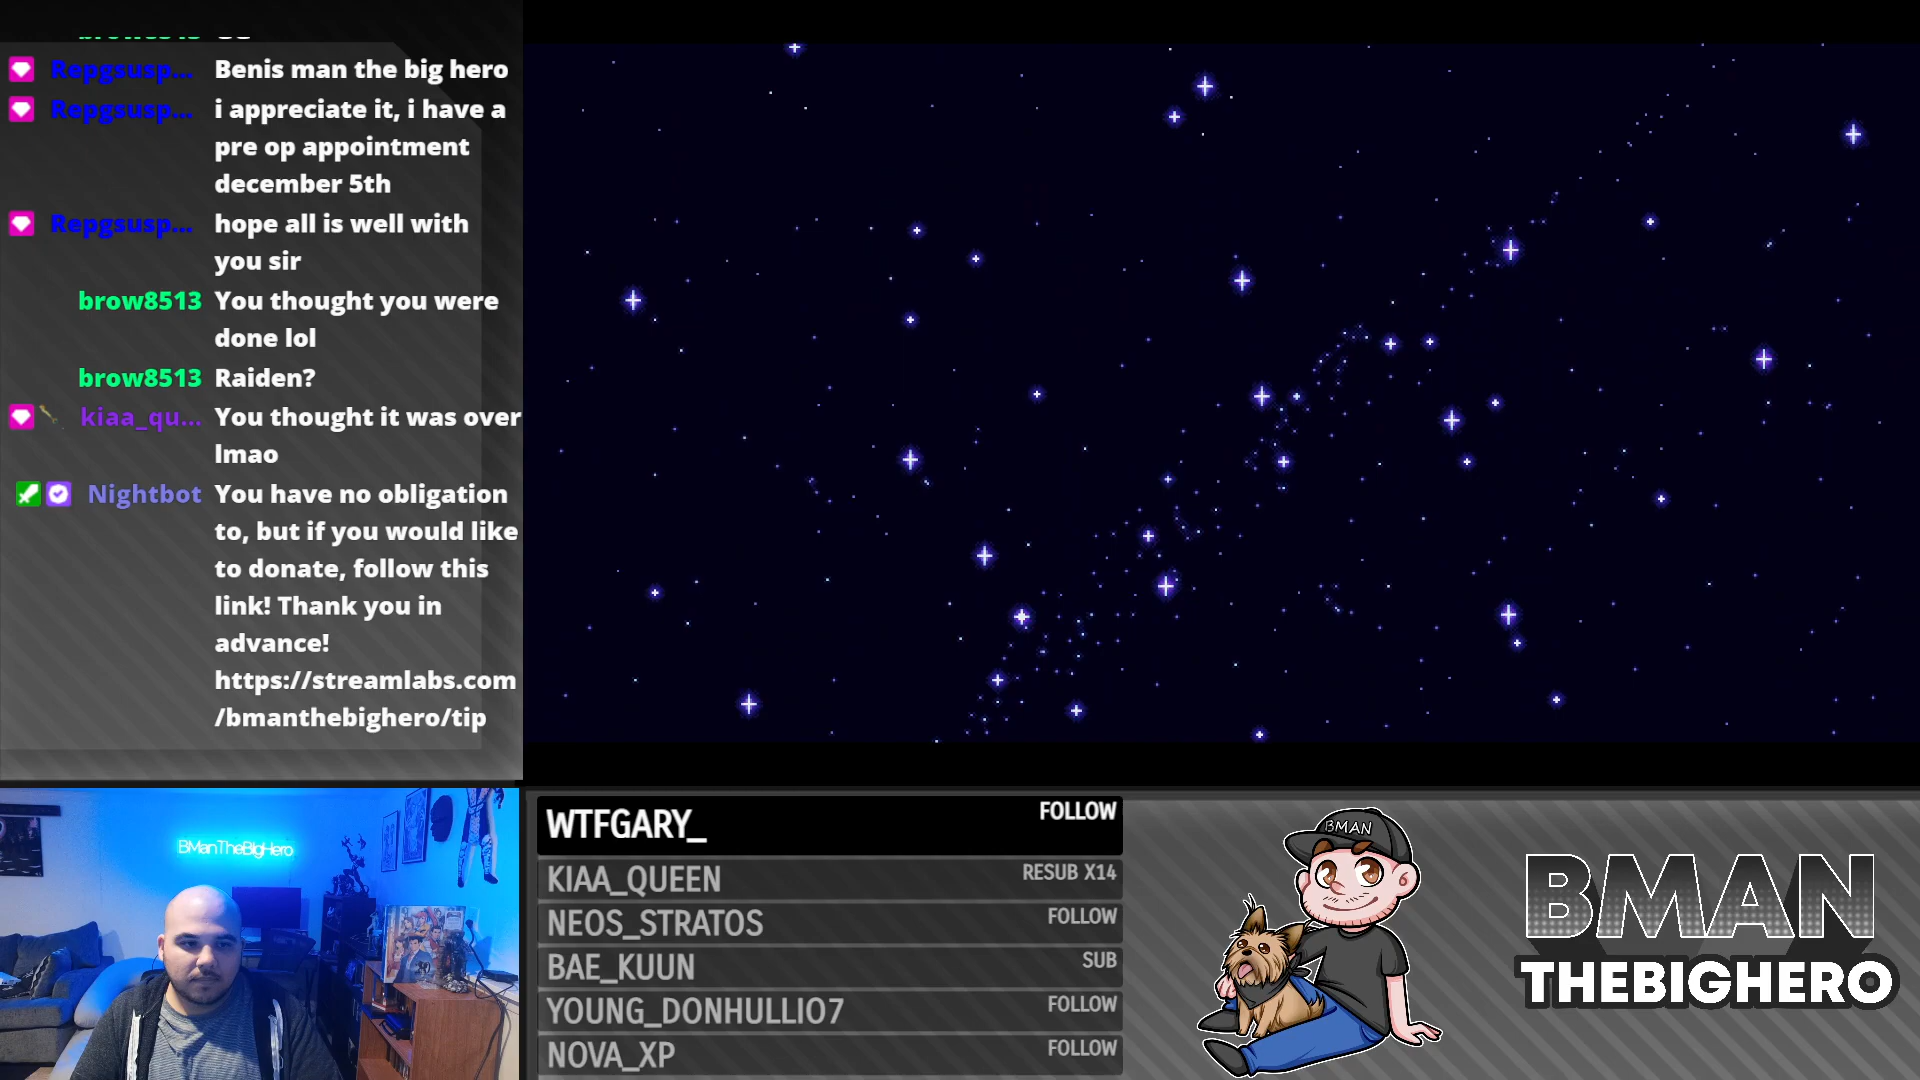 Repgsusp... Benis man the big hero
Repgsusp... i appreciate it, i have a
pre op appointment
december 5th
Repgsusp... hope all is well with
you sir
brow8513 You thought you were
done lol
brow8513 Raiden?
kiaa_qu... You thought it was over
lmao
Nightbot You have no obligation
to, but if you would like
to donate, follow this
link! Thank you in
advance!
https://streamlabs.com
/bmanthebighero/tip
BManTheBigHero
WTFGARY_ FOLLOW
KIAA_QUEEN RESUB X14
NEOS_STRATOS FOLLOW
BAE_KUUN SUB
YOUNG_DONHULLIO7 FOLLOW
NOVA_XP FOLLOW
BMAN
BMAN
THEBIGHERO